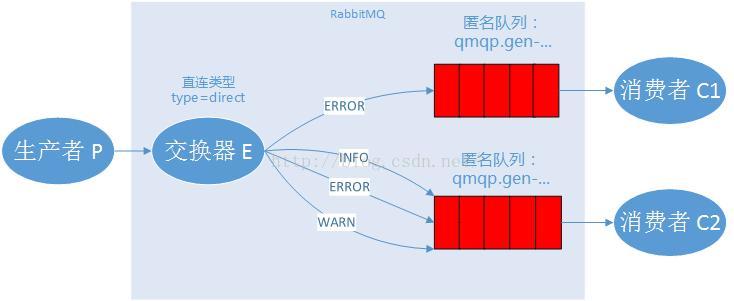 RabbitMQ
匿名队列：
qmqp.gen-...
直连类型
type=direct
ERROR
消费者 C1
生产者 P
交换器 E
http://blog.csdn.net
INFO
ERROR
WARN
匿名队列：
qmqp.gen-...
消费者 C2